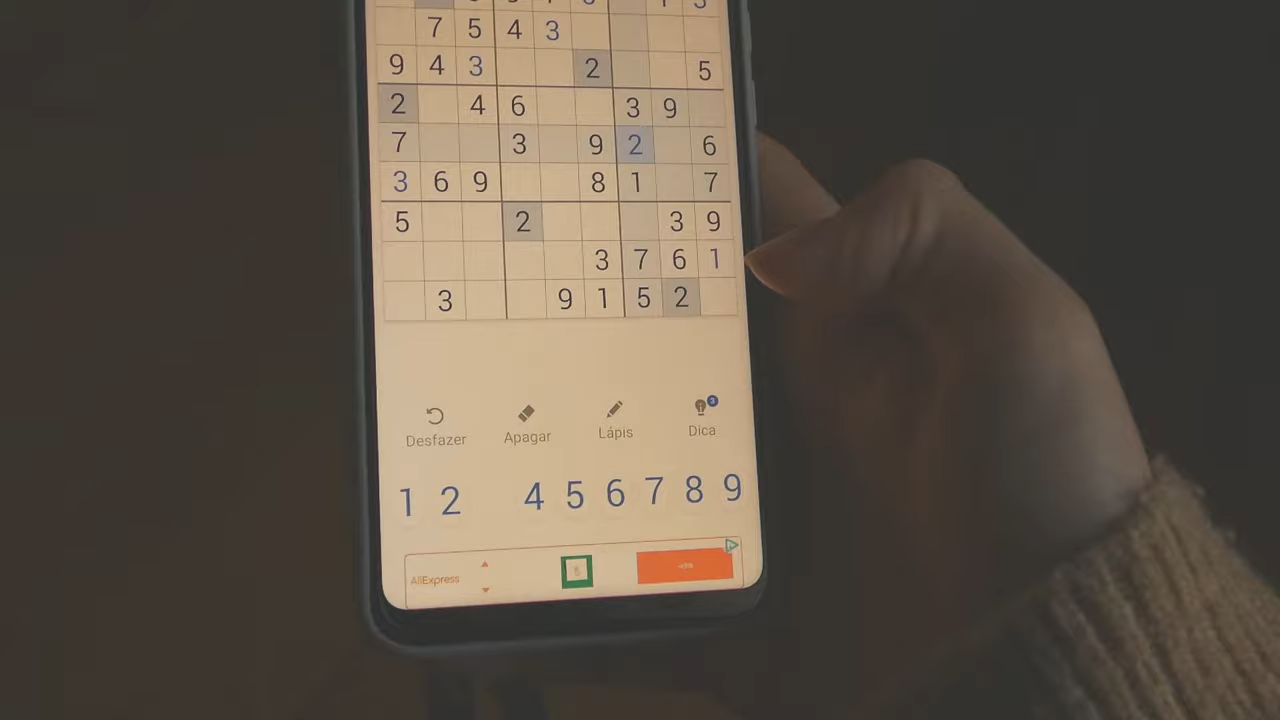 7 5 4 3
9 4 3 2 5
2 4 6 3 9
7 3 9 2 6
3 6 9 8 1 7
5 2 3 9
3 7 6 1
3 9 1 5 2
3
Desfazer Apagar Lápis Dica
1 2 4 5 6 7 8 9
AliExpress